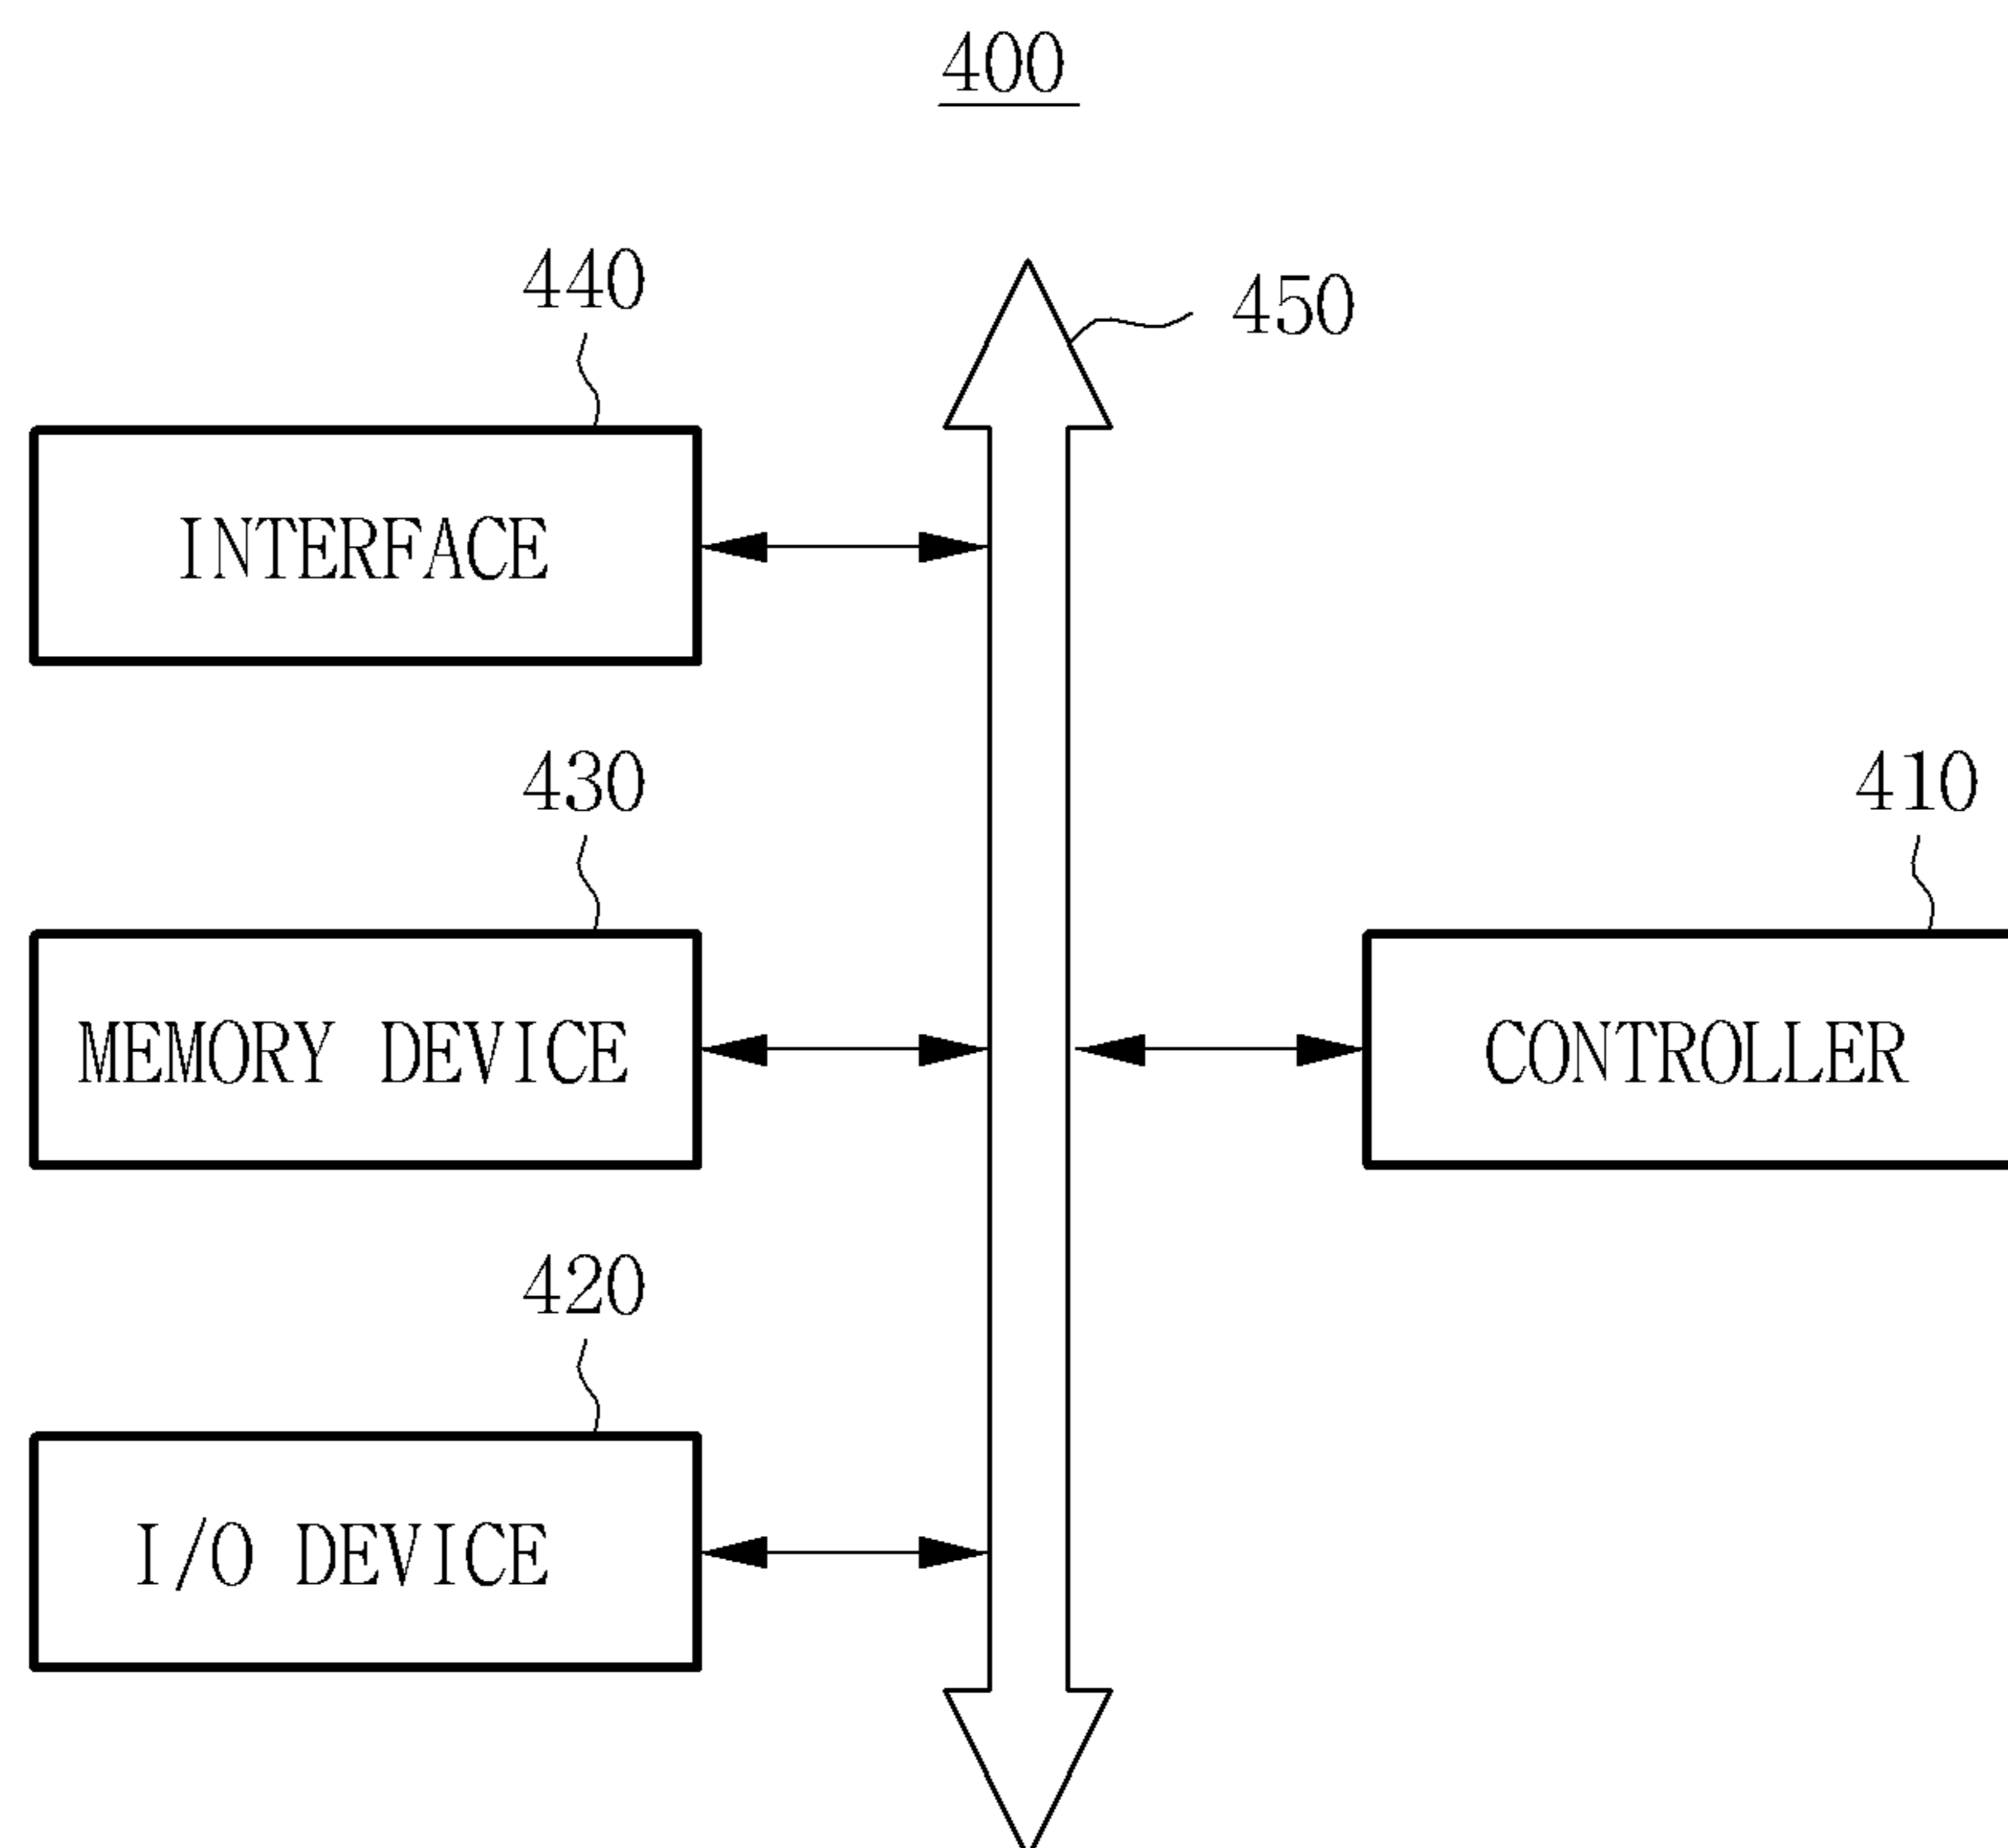 400
440
450
INTERFACE
430
410
MEMORY DEVICE
CONTROLLER
420
I/O DEVICE